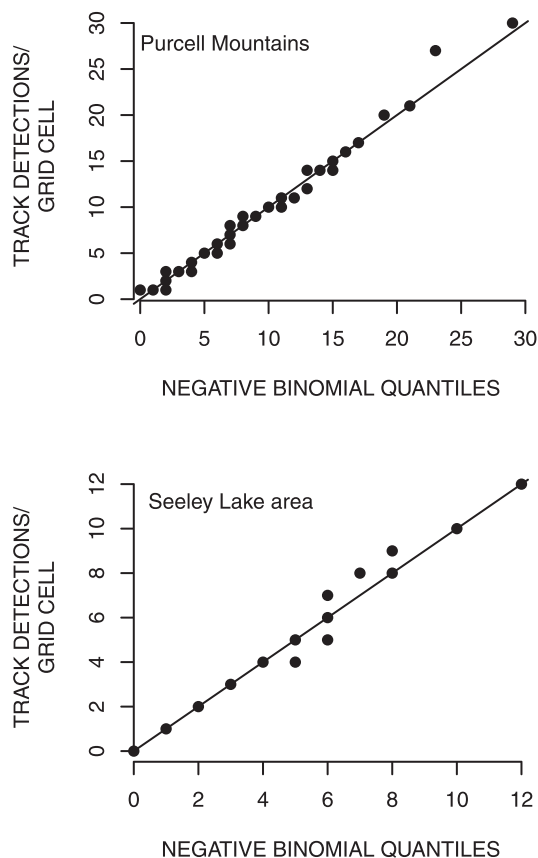 Purcell Mountains
TRACK DETECTIONS/
GRID CELL
30
25
20
15
10
5
0
0 5 10 15 20 25 30
NEGATIVE BINOMIAL QUANTILES
Seeley Lake area
TRACK DETECTIONS/
GRID CELL
12
10
8
6
4
2
0
0 2 4 6 8 10 12
NEGATIVE BINOMIAL QUANTILES